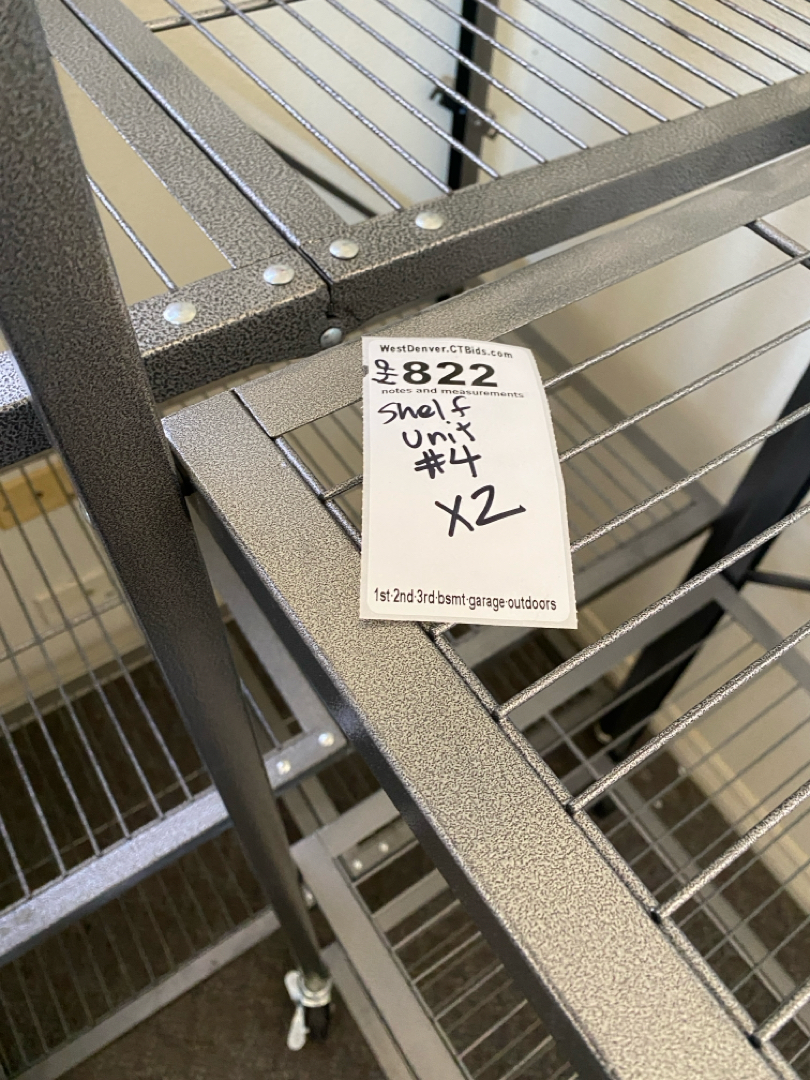 WestDenver.CTBids.com
822
notes and measurements
Shelf
Unit
#4
X2
1st·2nd·3rd·bsmt·garage·outdoors